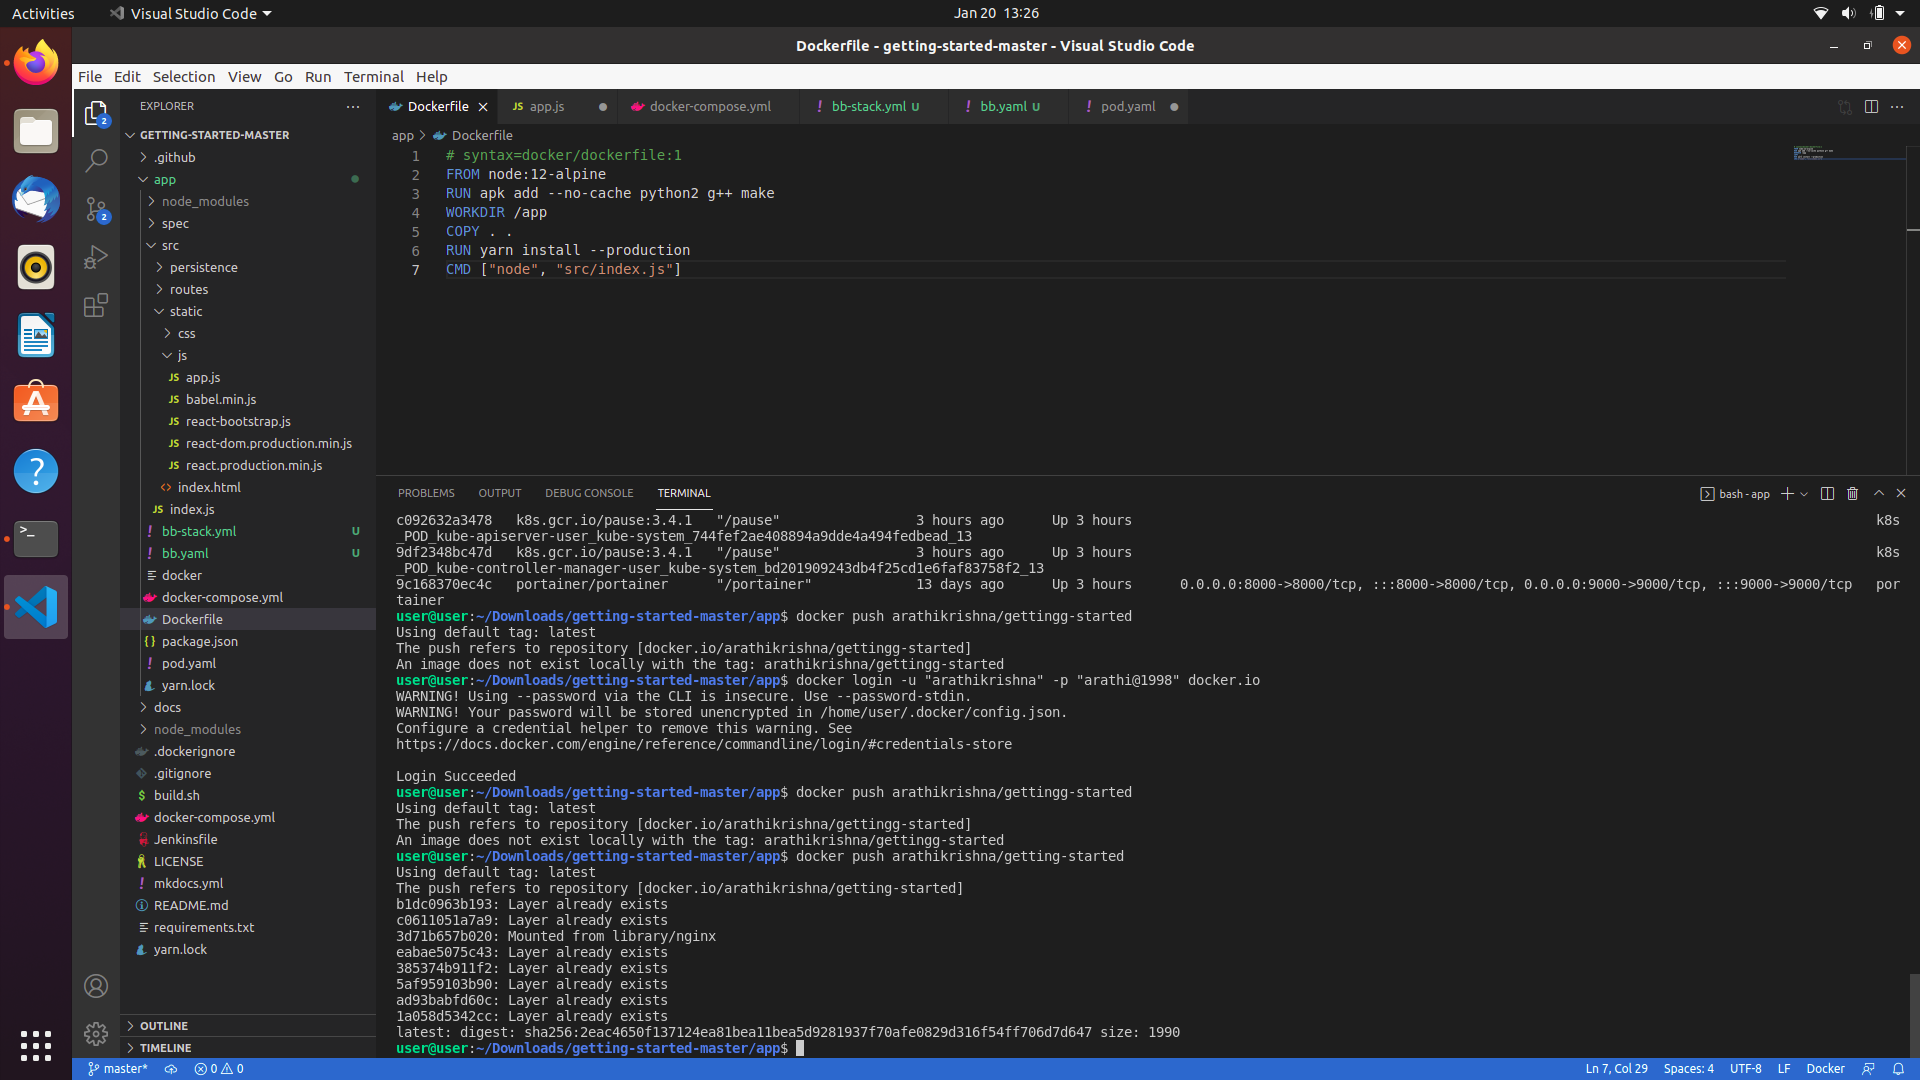 Activities
Visual Studio Code
Jan 20 13:26
Dockerfile - getting-started-master - Visual Studio Code
File Edit Selection View Go Run Terminal Help
EXPLORER
GETTING-STARTED-MASTER
.github
app
node_modules
spec
src
persistence
routes
static
css
js
JS app.js
JS babel.min.js
JS react-bootstrap.js
JS react-dom.production.min.js
JS react.production.min.js
<> index.html
JS index.js
! bb-stack.yml U
! bb.yaml U
docker
docker-compose.yml
Dockerfile
{} package.json
! pod.yaml
yarn.lock
docs
node_modules
.dockerignore
.gitignore
$ build.sh
docker-compose.yml
Jenkinsfile
LICENSE
! mkdocs.yml
README.md
requirements.txt
yarn.lock
OUTLINE
TIMELINE
2
2
Dockerfile
JS app.js
docker-compose.yml
! bb-stack.yml U
! bb.yaml U
! pod.yaml
app > Dockerfile
1 # syntax=docker/dockerfile:1
2 FROM node:12-alpine
3 RUN apk add --no-cache python2 g++ make
4 WORKDIR /app
5 COPY . .
6 RUN yarn install --production
7 CMD ["node", "src/index.js"]
PROBLEMS OUTPUT DEBUG CONSOLE TERMINAL
bash - app
c092632a3478 k8s.gcr.io/pause:3.4.1 "/pause" 3 hours ago Up 3 hours k8s
_POD_kube-apiserver-user_kube-system_744fef2ae408894a9dde4a494fedbead_13
9df2348bc47d k8s.gcr.io/pause:3.4.1 "/pause" 3 hours ago Up 3 hours k8s
_POD_kube-controller-manager-user_kube-system_bd201909243db4f25cd1e6faf83758f2_13
9c168370ec4c portainer/portainer "/portainer" 13 days ago Up 3 hours 0.0.0.0:8000->8000/tcp, :::8000->8000/tcp, 0.0.0.0:9000->9000/tcp, :::9000->9000/tcp por
tainer
user@user:~/Downloads/getting-started-master/app$ docker push arathikrishna/gettingg-started
Using default tag: latest
The push refers to repository [docker.io/arathikrishna/gettingg-started]
An image does not exist locally with the tag: arathikrishna/gettingg-started
user@user:~/Downloads/getting-started-master/app$ docker login -u "arathikrishna" -p "arathi@1998" docker.io
WARNING! Using --password via the CLI is insecure. Use --password-stdin.
WARNING! Your password will be stored unencrypted in /home/user/.docker/config.json.
Configure a credential helper to remove this warning. See
https://docs.docker.com/engine/reference/commandline/login/#credentials-store
Login Succeeded
user@user:~/Downloads/getting-started-master/app$ docker push arathikrishna/gettingg-started
Using default tag: latest
The push refers to repository [docker.io/arathikrishna/gettingg-started]
An image does not exist locally with the tag: arathikrishna/gettingg-started
user@user:~/Downloads/getting-started-master/app$ docker push arathikrishna/getting-started
Using default tag: latest
The push refers to repository [docker.io/arathikrishna/getting-started]
b1dc0963b193: Layer already exists
c0611051a7a9: Layer already exists
3d71b657b020: Mounted from library/nginx
eabae5075c43: Layer already exists
385374b911f2: Layer already exists
5af959103b90: Layer already exists
ad93babfd60c: Layer already exists
1a058d5342cc: Layer already exists
latest: digest: sha256:2eac4650f137124ea81bea11bea5d9281937f70afe0829d316f54ff706d7d647 size: 1990
user@user:~/Downloads/getting-started-master/app$
master* 0 0 Ln 7, Col 29 Spaces: 4 UTF-8 LF Docker